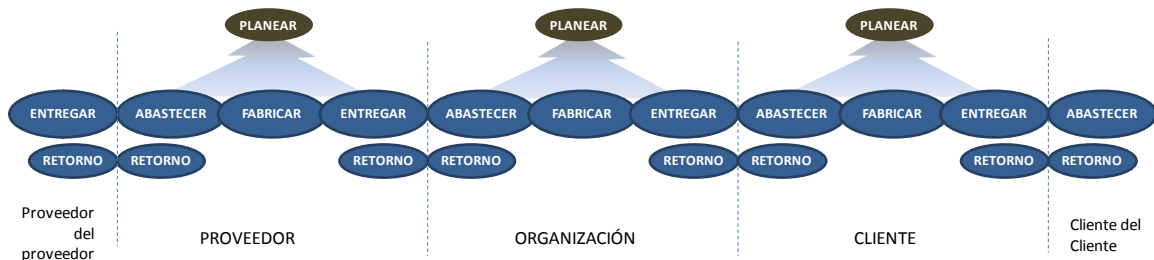 PLANEAR PLANEAR PLANEAR
ENTREGAR ABASTECER FABRICAR ENTREGAR ABASTECER FABRICAR ENTREGAR ABASTECER FABRICAR ENTREGAR ABASTECER
RETORNO RETORNO RETORNO RETORNO RETORNO RETORNO RETORNO RETORNO
Proveedor
del
proveedor
PROVEEDOR
ORGANIZACIÓN
CLIENTE
Cliente del
Cliente